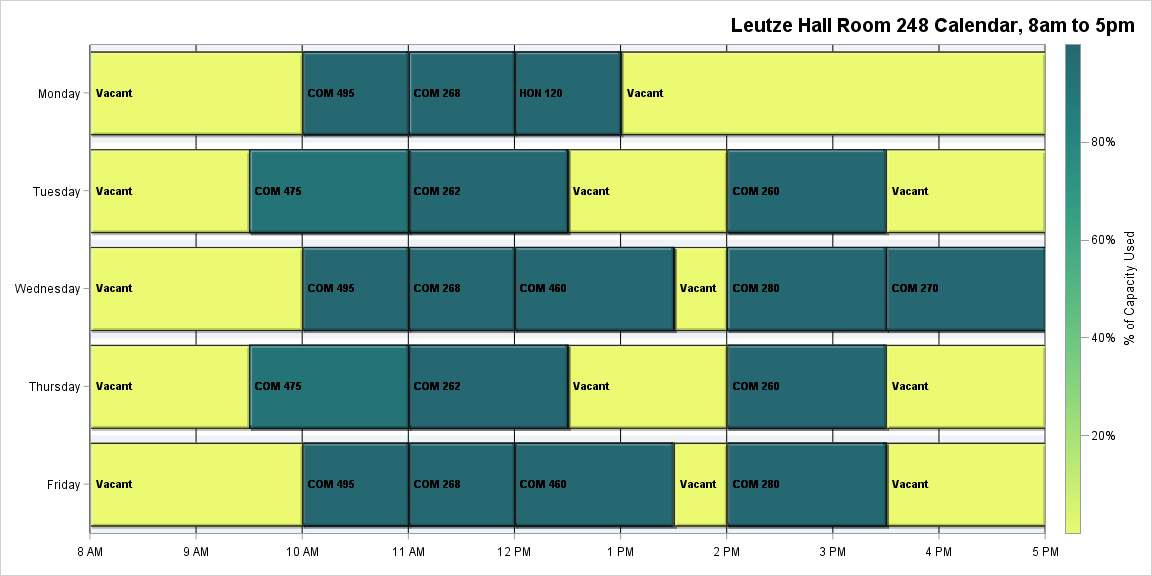 Leutze Hall Room 248 Calendar, 8am to 5pm
Monday
Vacant
COM 495
COM 268
HON 120
Vacant
Tuesday
Vacant
COM 475
COM 262
Vacant
COM 260
Vacant
Wednesday
Vacant
COM 495
COM 268
COM 460
Vacant
COM 280
COM 270
Thursday
Vacant
COM 475
COM 262
Vacant
COM 260
Vacant
Friday
Vacant
COM 495
COM 268
COM 460
Vacant
COM 280
Vacant
8 AM
9 AM
10 AM
11 AM
12 PM
1 PM
2 PM
3 PM
4 PM
5 PM
80%
60%
40%
20%
% of Capacity Used